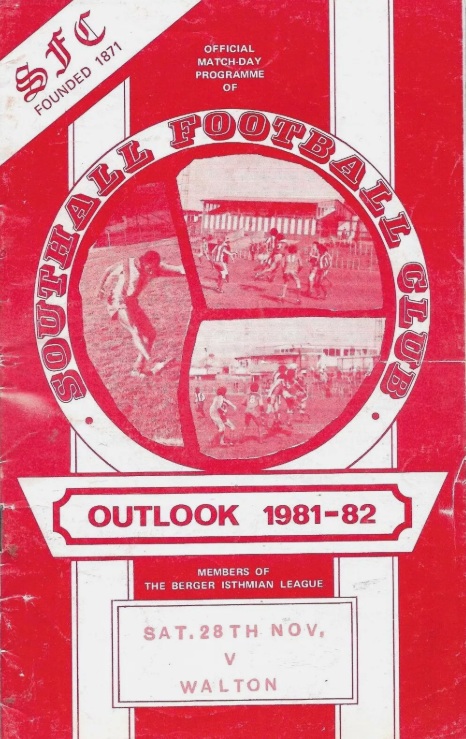 SFC
FOUNDED 1871
OFFICIAL
MATCH-DAY
PROGRAMME
OF
SOUTHALL FOOTBALL CLUB
OUTLOOK 1981-82
MEMBERS OF
THE BERGER ISTHMIAN LEAGUE
SAT. 28TH NOV,
V
WALTON